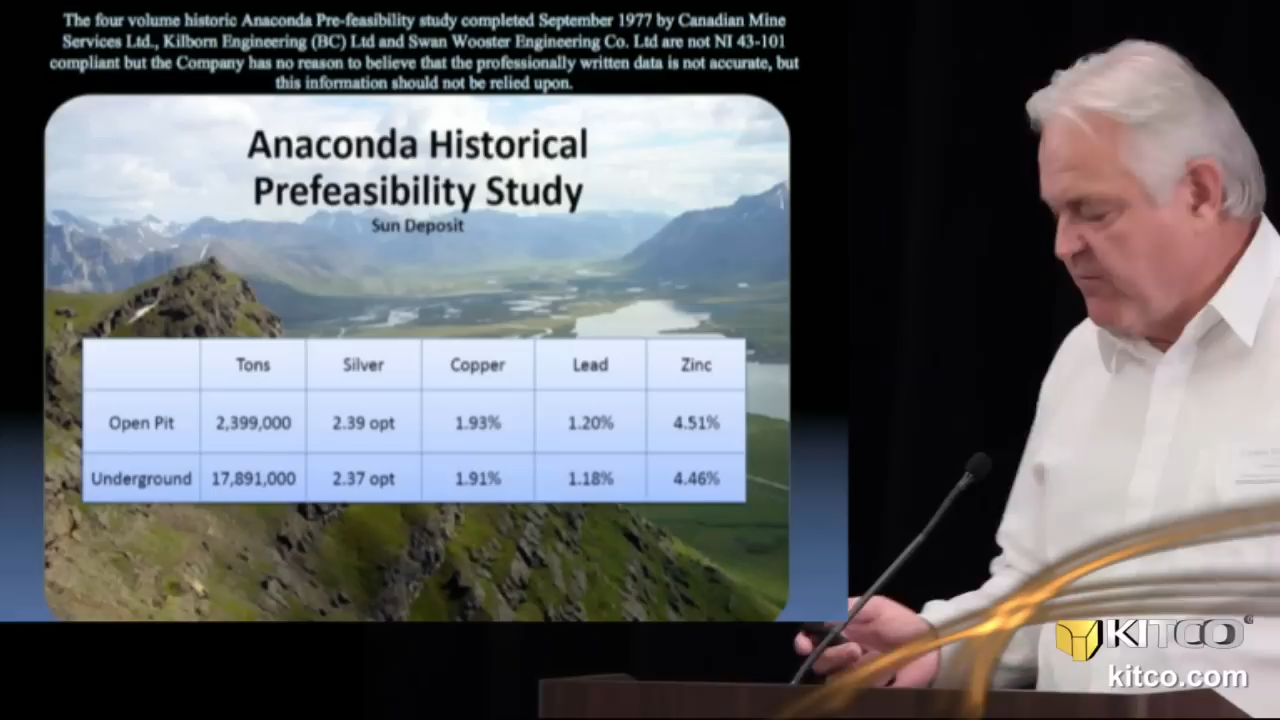 The four volume historic Anaconda Pre-feasibility study completed September 1977 by Canadian Mine
Services Ltd., Kilborn Engineering (BC) Ltd and Swan Wooster Engineering Co. Ltd are not NI 43-101
compliant but the Company has no reason to believe that the professionally written data is not accurate, but
this information should not be relied upon.
Anaconda Historical
Prefeasibility Study
Sun Deposit
Tons Silver Copper Lead Zinc
Open Pit 2,399,000 2.39 opt 1.93% 1.20% 4.51%
Underground 17,891,000 2.37 opt 1.91% 1.18% 4.46%
KITCO
kitco.com